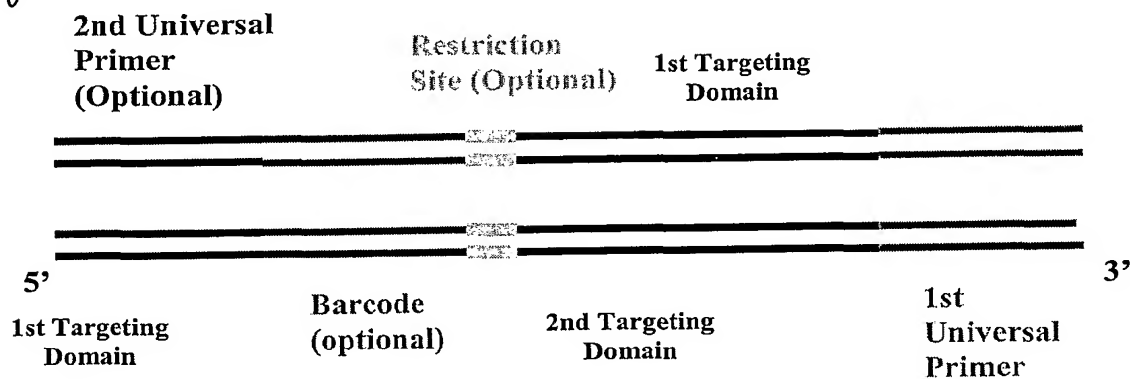 2nd Universal
Primer
(Optional)
Restriction
Site (Optional)
1st Targeting
Domain
5'
3'
1st Targeting
Domain
Barcode
(optional)
2nd Targeting
Domain
1st
Universal
Primer